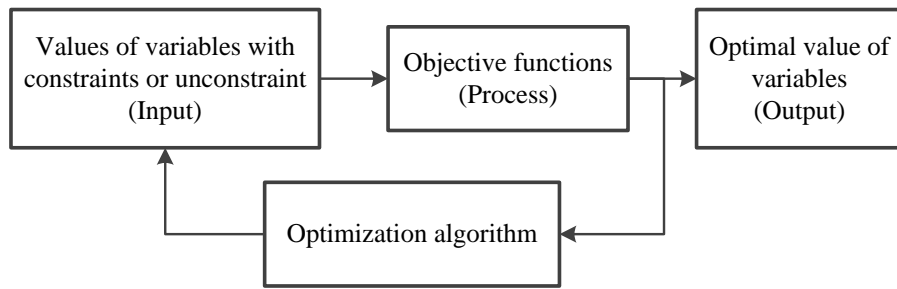 Values of variables with
constraints or unconstraint
(Input)
Objective functions
(Process)
Optimal value of
variables
(Output)
Optimization algorithm